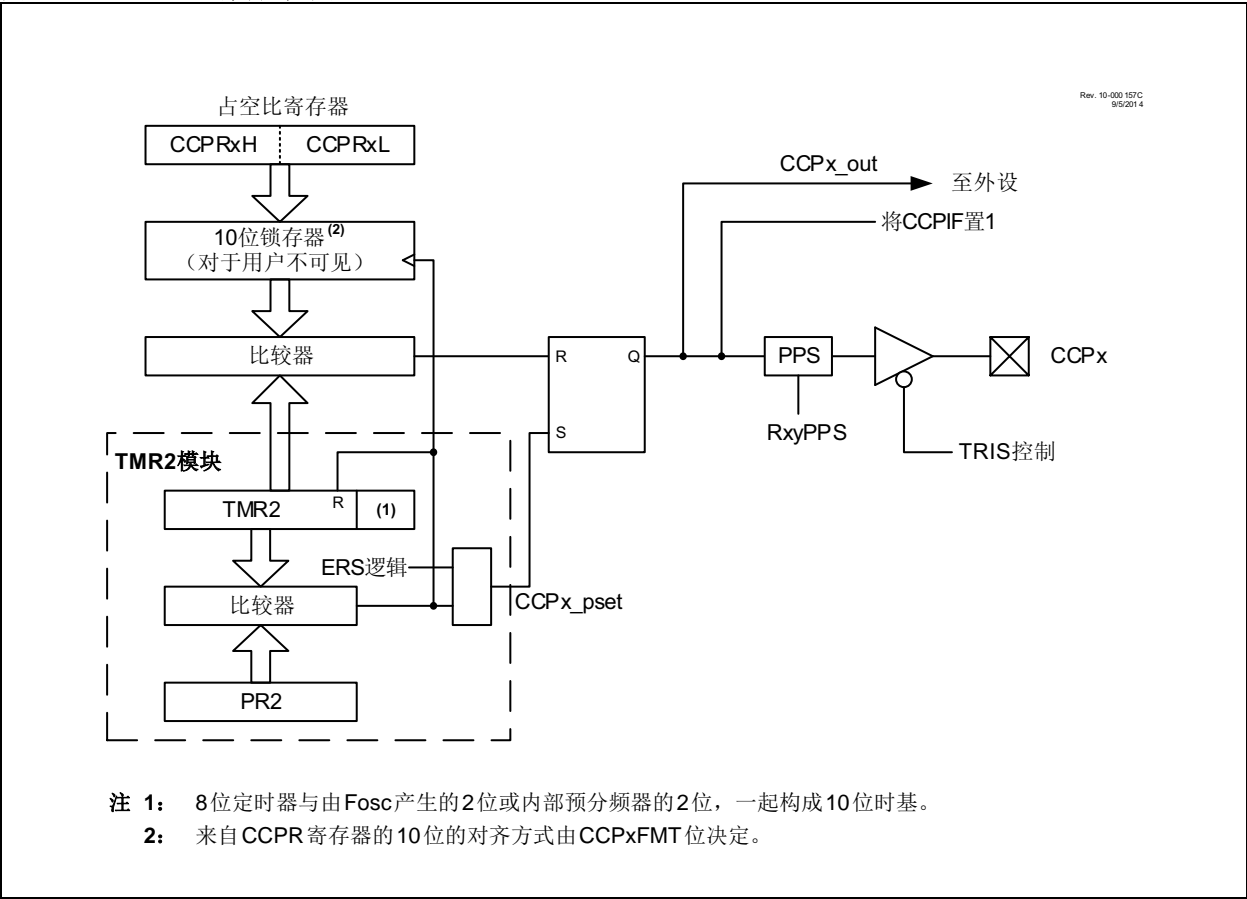 Rev. 10-000 157C
9/5/201 4
占空比寄存器
CCPRxH CCPRxL
CCPx_out
至外设
10位锁存器(2)
(对于用户不可见)
将CCPIF置1
比较器
R Q
PPS
CCPx
S
RxyPPS
TMR2模块
TRIS控制
TMR2 R (1)
ERS逻辑
比较器
CCPx_pset
PR2
注 1: 8位定时器与由Fosc产生的2位或内部预分频器的2位,一起构成10位时基。
2: 来自CCPR寄存器的10位的对齐方式由CCPxFMT位决定。